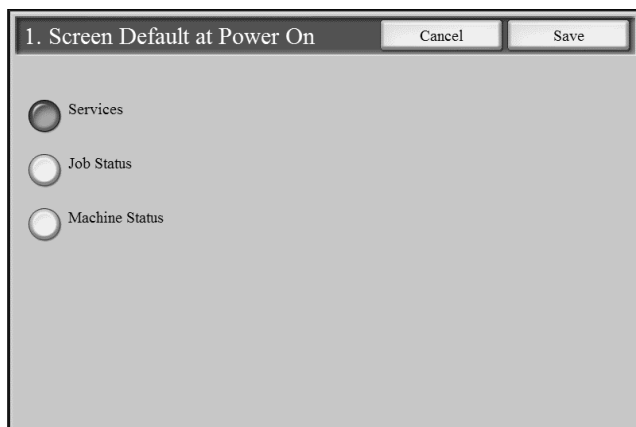 1. Screen Default at Power On
Cancel
Save
Services
Job Status
Machine Status